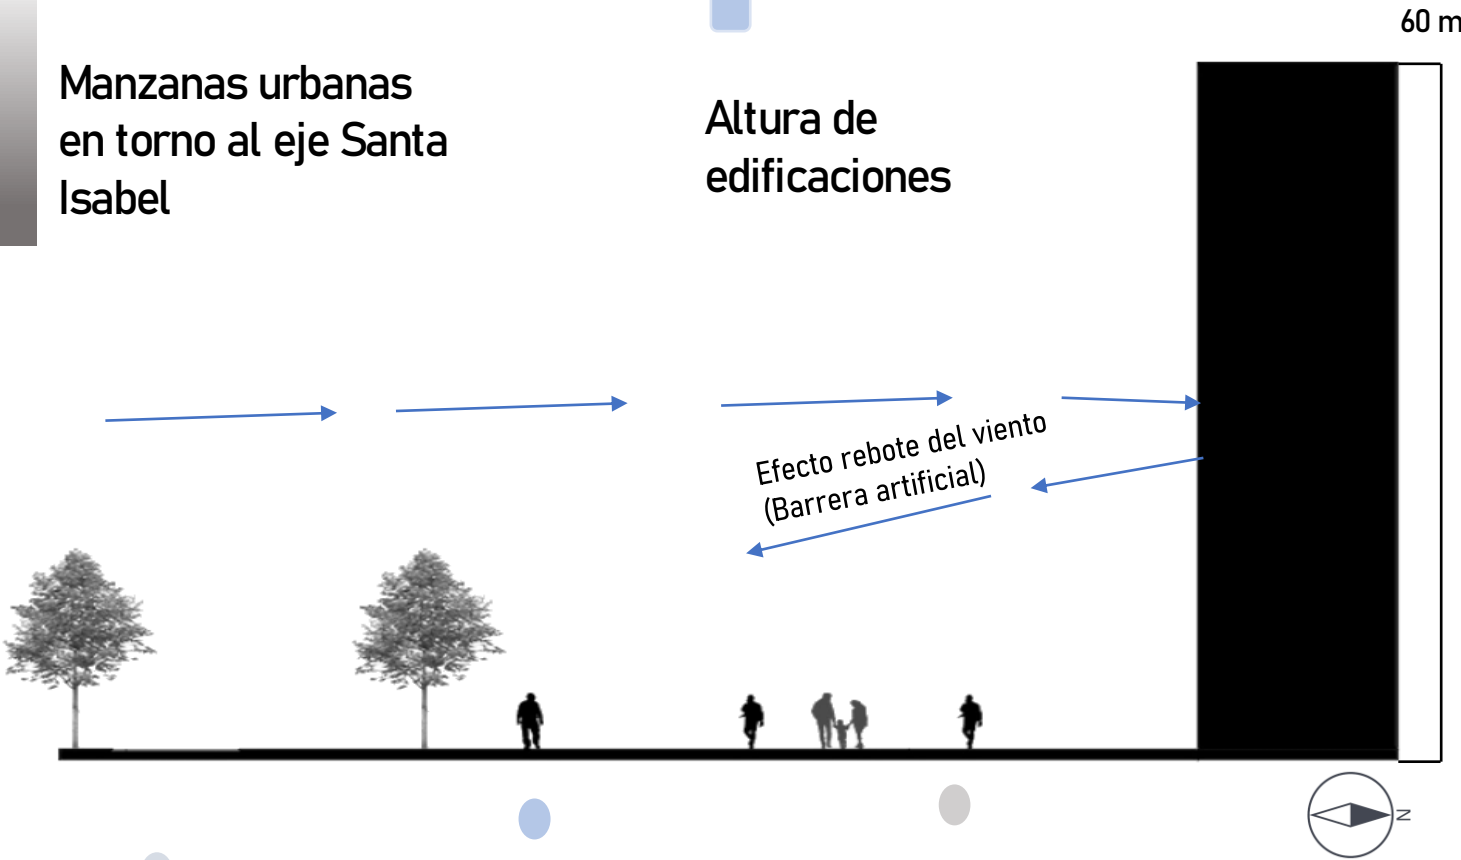 60 m
Manzanas urbanas
en torno al eje Santa
Isabel
Altura de
edificaciones
Efecto rebote del viento
(Barrera artificial)
N